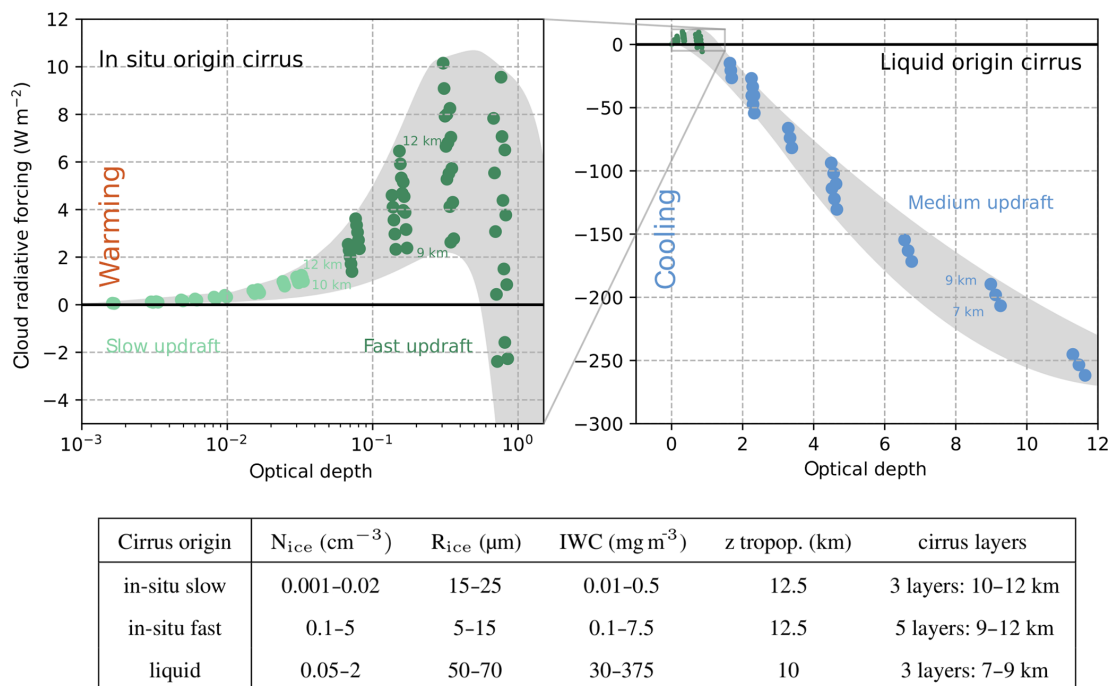 12
10
8
6
4
2
0
−2
−4
Cloud radiative forcing (W m⁻²)
In situ origin cirrus
Warming
12 km
9 km
12 km
10 km
Slow updraft
Fast updraft
10⁻³
10⁻²
10⁻¹
10⁰
Optical depth
0
−50
−100
−150
−200
−250
−300
Liquid origin cirrus
Cooling
Medium updraft
9 km
7 km
0
2
4
6
8
10
12
Optical depth
Cirrus origin N_ice (cm⁻³) R_ice (µm) IWC (mg m⁻³) z tropop. (km) cirrus layers
in-situ slow 0.001–0.02 15–25 0.01–0.5 12.5 3 layers: 10–12 km
in-situ fast 0.1–5 5–15 0.1–7.5 12.5 5 layers: 9–12 km
liquid 0.05–2 50–70 30–375 10 3 layers: 7–9 km